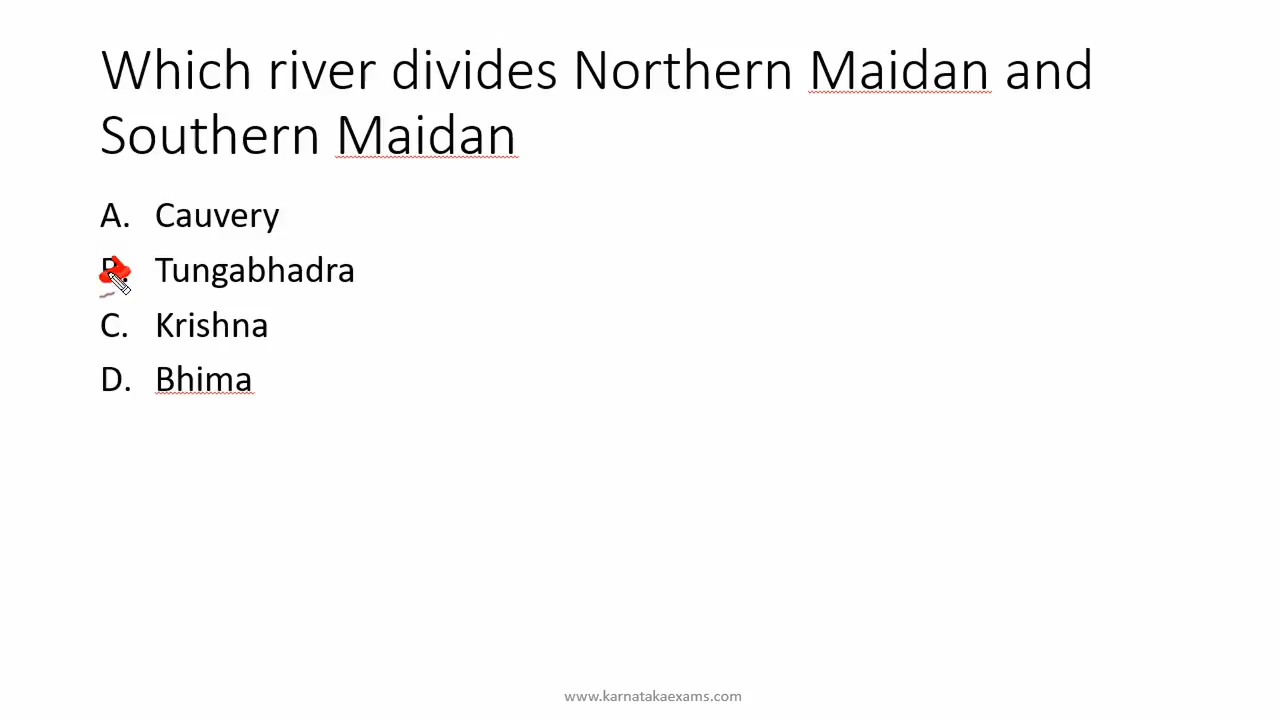 Which river divides Northern Maidan and
Southern Maidan
A. Cauvery
B. Tungabhadra
C. Krishna
D. Bhima
www.karnatakaexams.com